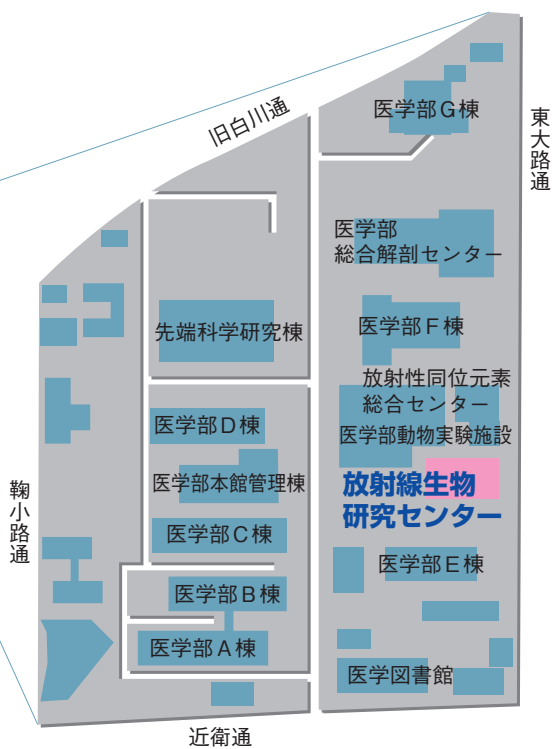 旧白川通
医学部G棟
東大路通
医学部
総合解剖センター
先端科学研究棟
医学部F棟
放射性同位元素
総合センター
医学部D棟
医学部動物実験施設
医学部本館管理棟
放射線生物
研究センター
鞠小路通
医学部C棟
医学部E棟
医学部B棟
医学部A棟
医学図書館
近衛通